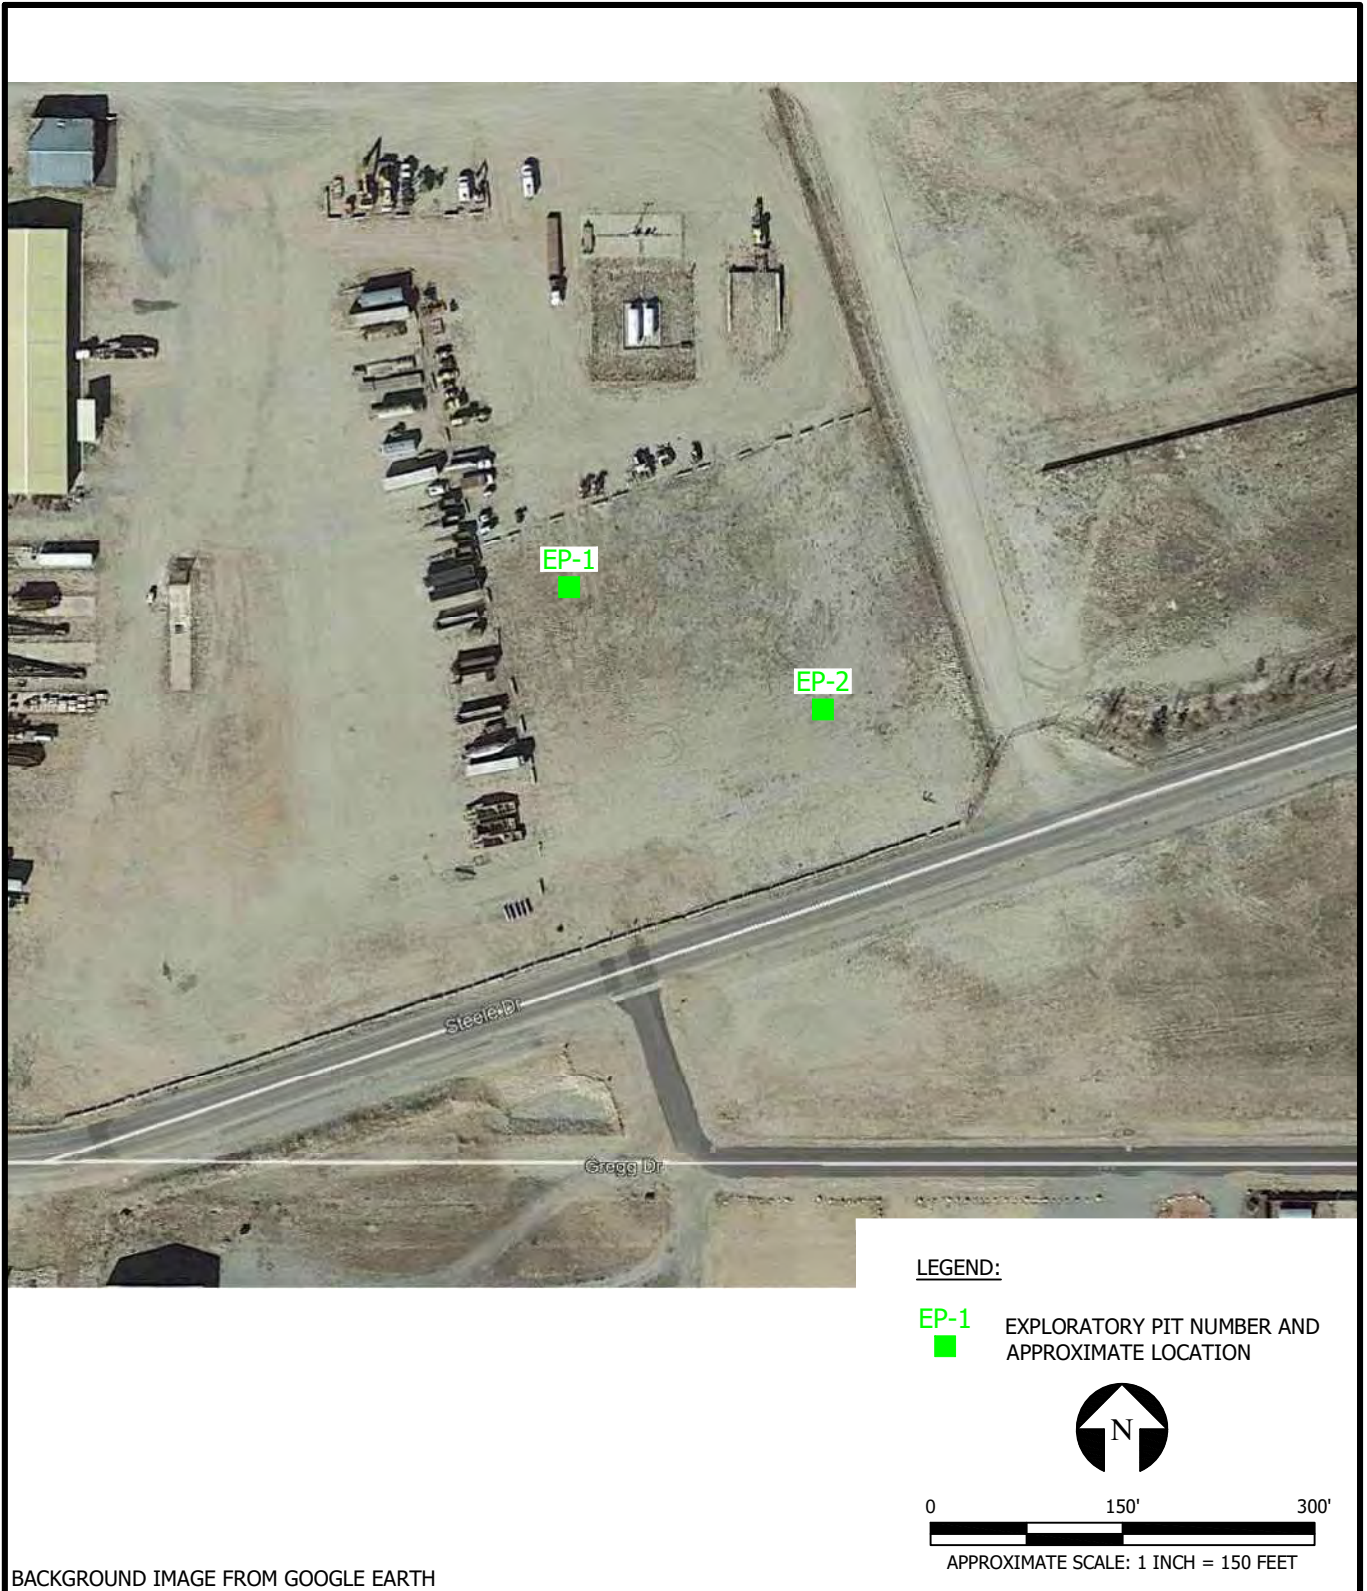 EP-1
EP-2
Steele Dr
Gregg Dr
LEGEND:
EP-1
EXPLORATORY PIT NUMBER AND
APPROXIMATE LOCATION
N
0 150' 300'
APPROXIMATE SCALE: 1 INCH = 150 FEET
BACKGROUND IMAGE FROM GOOGLE EARTH